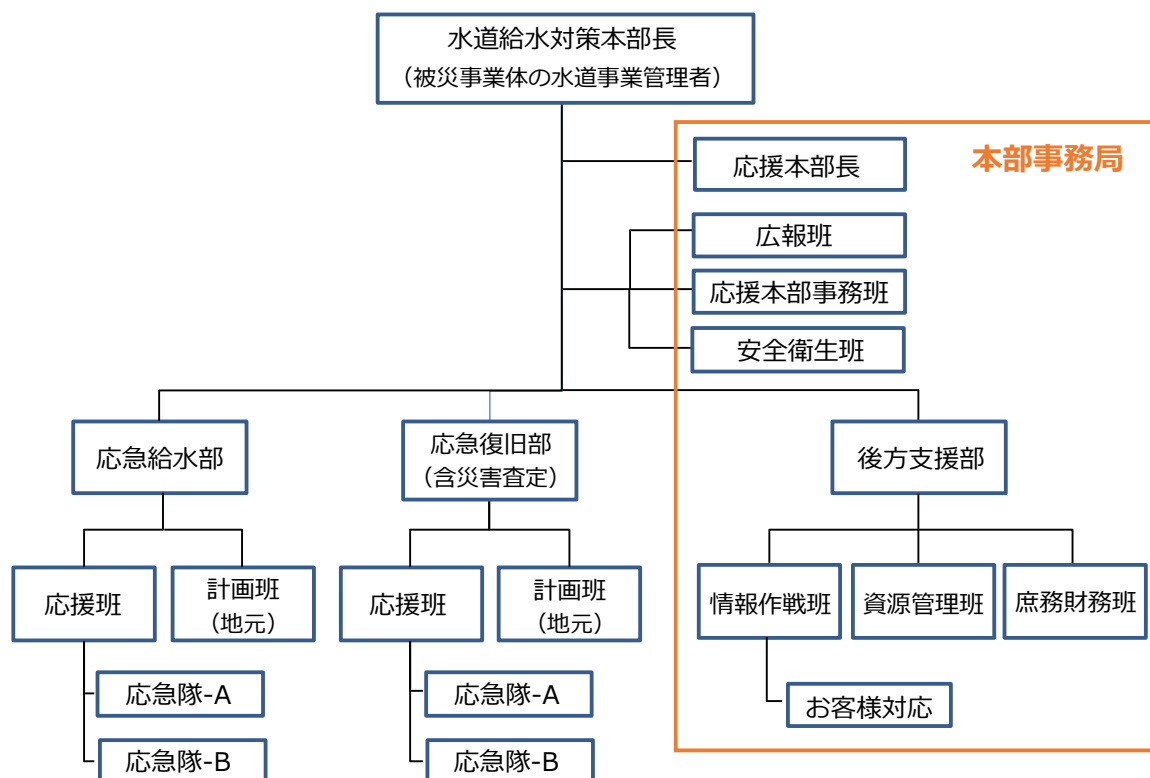 水道給水対策本部長
（被災事業体の水道事業管理者）
本部事務局
応援本部長
広報班
応援本部事務班
安全衛生班
応急給水部
応急復旧部
（含災害査定）
後方支援部
応援班
計画班
（地元）
応援班
計画班
（地元）
情報作戦班
資源管理班
庶務財務班
応急隊-A
応急隊-B
応急隊-A
応急隊-B
お客様対応